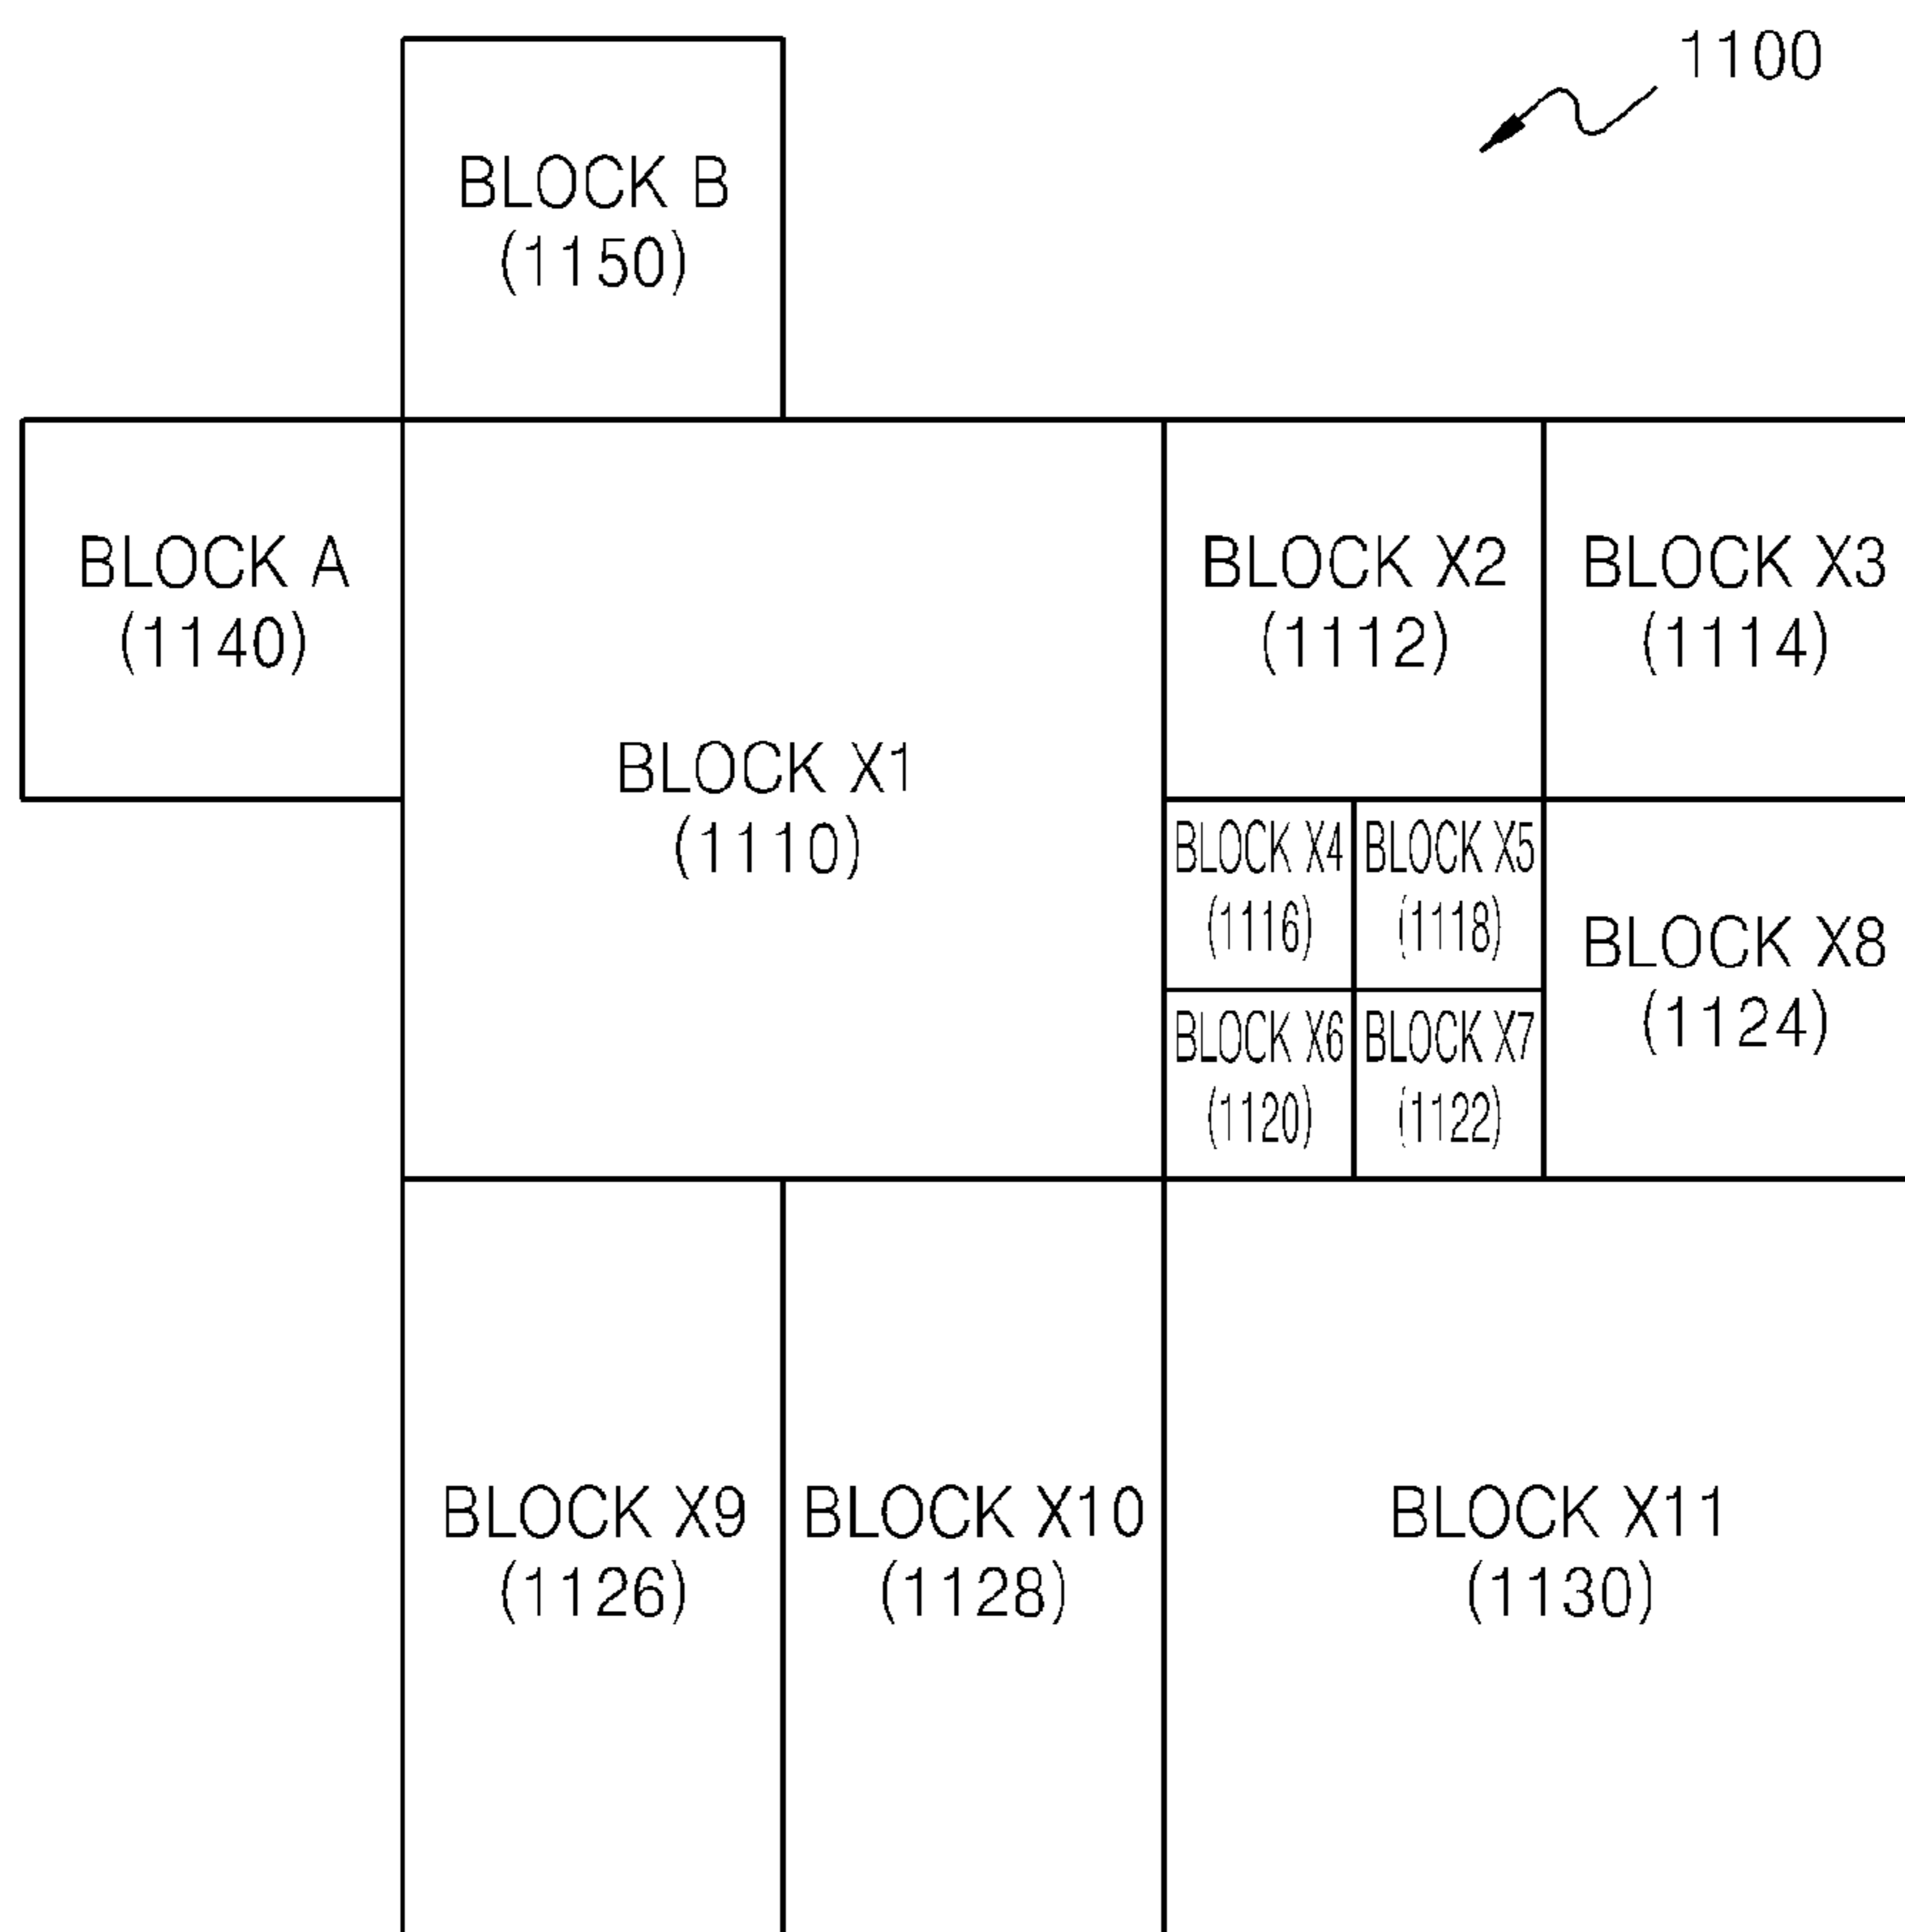 1100
BLOCK B
(1150)
BLOCK A
(1140)
BLOCK X1
(1110)
BLOCK X2
(1112)
BLOCK X3
(1114)
BLOCK X4
(1116)
BLOCK X5
(1118)
BLOCK X6
(1120)
BLOCK X7
(1122)
BLOCK X8
(1124)
BLOCK X9
(1126)
BLOCK X10
(1128)
BLOCK X11
(1130)